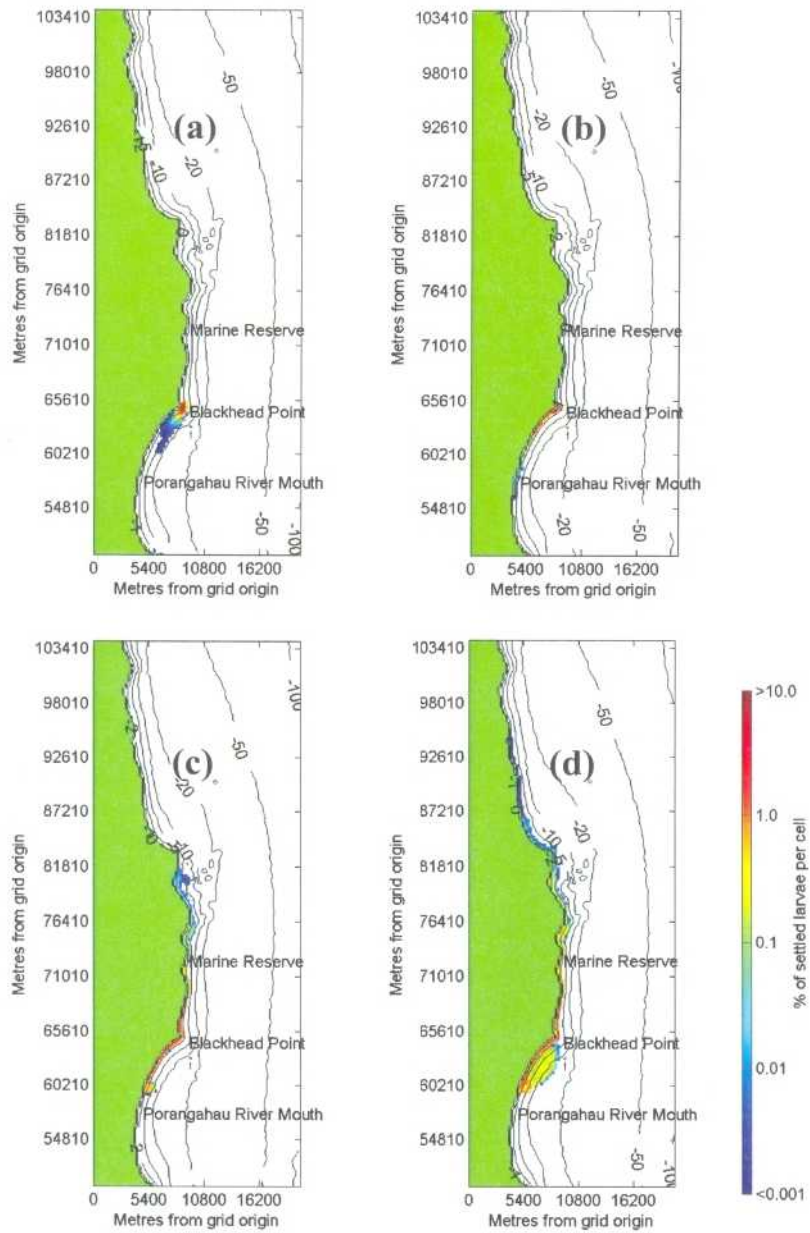 103410
98010
92610
87210
81810
76410
71010
65610
60210
54810
Metres from grid origin
(a)
-50
-20
-10
Marine Reserve
Blackhead Point
Porangahau River Mouth
-50
-100
0 5400 10800 16200
Metres from grid origin
103410
98010
92610
87210
81810
76410
71010
65610
60210
54810
Metres from grid origin
(b)
-50
-20
-10
Marine Reserve
Blackhead Point
Porangahau River Mouth
-20
-50
0 5400 10800 16200
Metres from grid origin
103410
98010
92610
87210
81810
76410
71010
65610
60210
54810
Metres from grid origin
(c)
-100
-50
-20
Marine Reserve
Blackhead Point
Porangahau River Mouth
0 5400 10800 16200
Metres from grid origin
103410
98010
92610
87210
81810
76410
71010
65610
60210
54810
Metres from grid origin
(d)
-50
-20
-10
Marine Reserve
Blackhead Point
Porangahau River Mouth
-50
0 5400 10800 16200
Metres from grid origin
>10.0
1.0
0.1
0.01
<0.001
% of settled larvae per cell